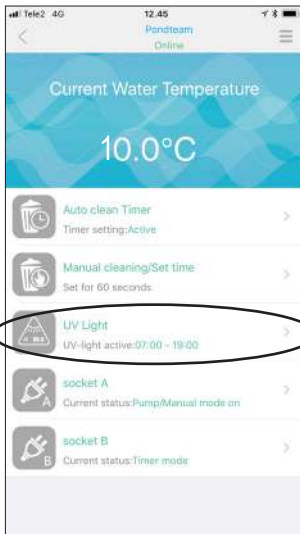 Tele2 4G 12.45
Pondteam
Online
Current Water Temperature
10.0°C
Auto clean Timer
Timer setting:Active
Manual cleaning/Set time
Set for 60 seconds
UV Light
UV-light active:07:00 - 19:00
socket A
A
Current status:Pump/Manual mode on
socket B
B
Current status:Timer mode